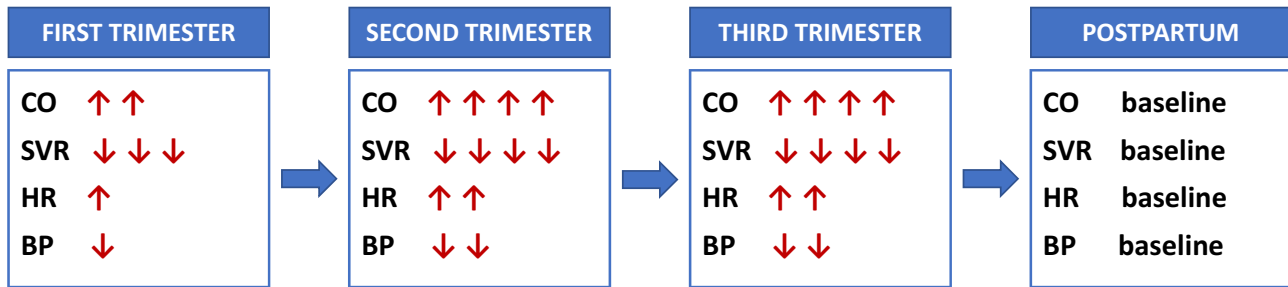 FIRST TRIMESTER
CO ↑ ↑
SVR ↓ ↓ ↓
HR ↑
BP ↓
SECOND TRIMESTER
CO ↑ ↑ ↑ ↑
SVR ↓ ↓ ↓ ↓
HR ↑ ↑
BP ↓ ↓
THIRD TRIMESTER
CO ↑ ↑ ↑ ↑
SVR ↓ ↓ ↓ ↓
HR ↑ ↑
BP ↓ ↓
POSTPARTUM
CO baseline
SVR baseline
HR baseline
BP baseline